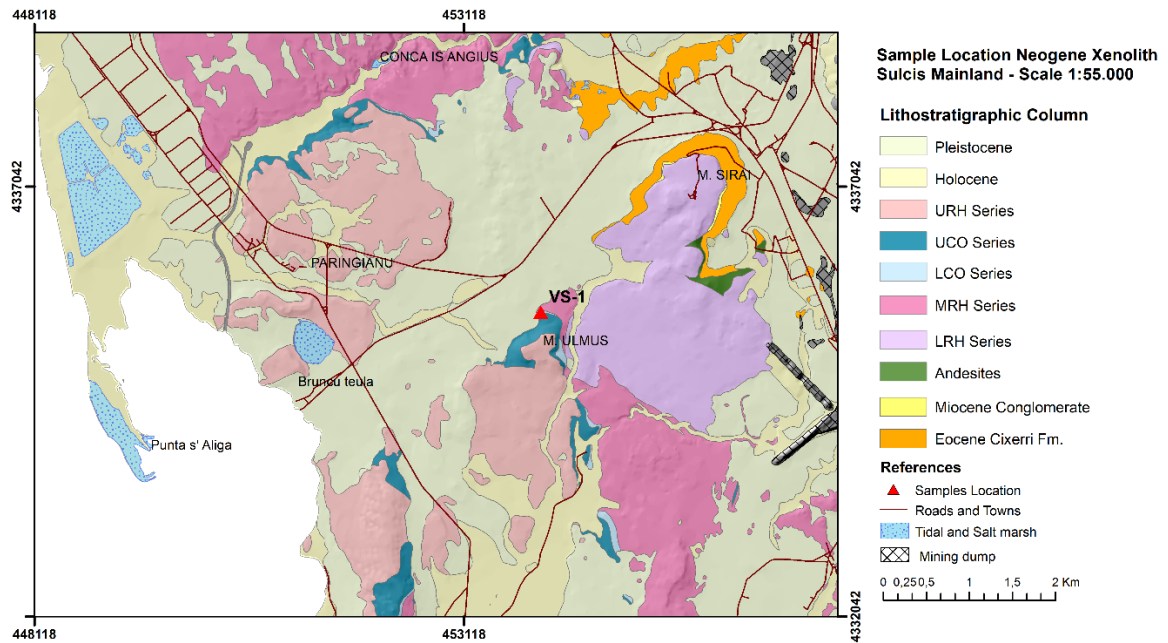 448118
453118
4337042
CONCA IS ANGIUS
M. SIRAI
PARINGIANU
VS-1
M. ULMUS
Bruncu teula
Punta s' Aliga
4337042
4332042
448118
453118
Sample Location Neogene Xenolith
Sulcis Mainland - Scale 1:55.000
Lithostratigraphic Column
Pleistocene
Holocene
URH Series
UCO Series
LCO Series
MRH Series
LRH Series
Andesites
Miocene Conglomerate
Eocene Cixerri Fm.
References
Samples Location
Roads and Towns
Tidal and Salt marsh
Mining dump
0 0,25 0,5 1 1,5 2 Km